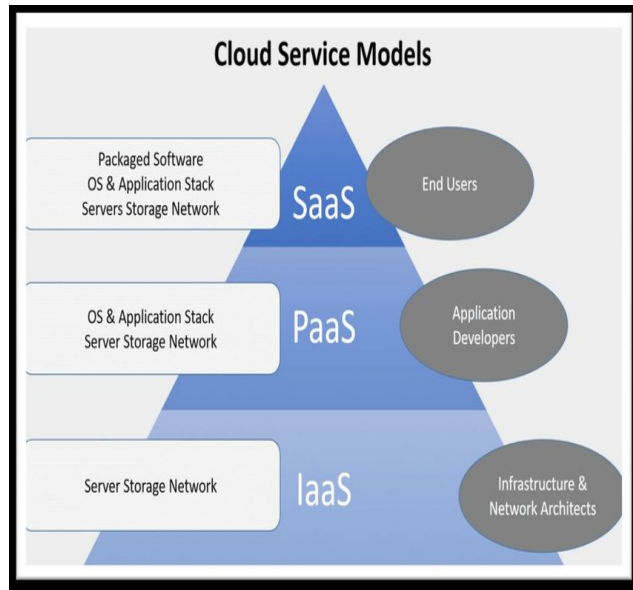 Cloud Service Models
Packaged Software
OS & Application Stack
Servers Storage Network
SaaS
End Users
OS & Application Stack
Server Storage Network
PaaS
Application
Developers
Server Storage Network
IaaS
Infrastructure &
Network Architects